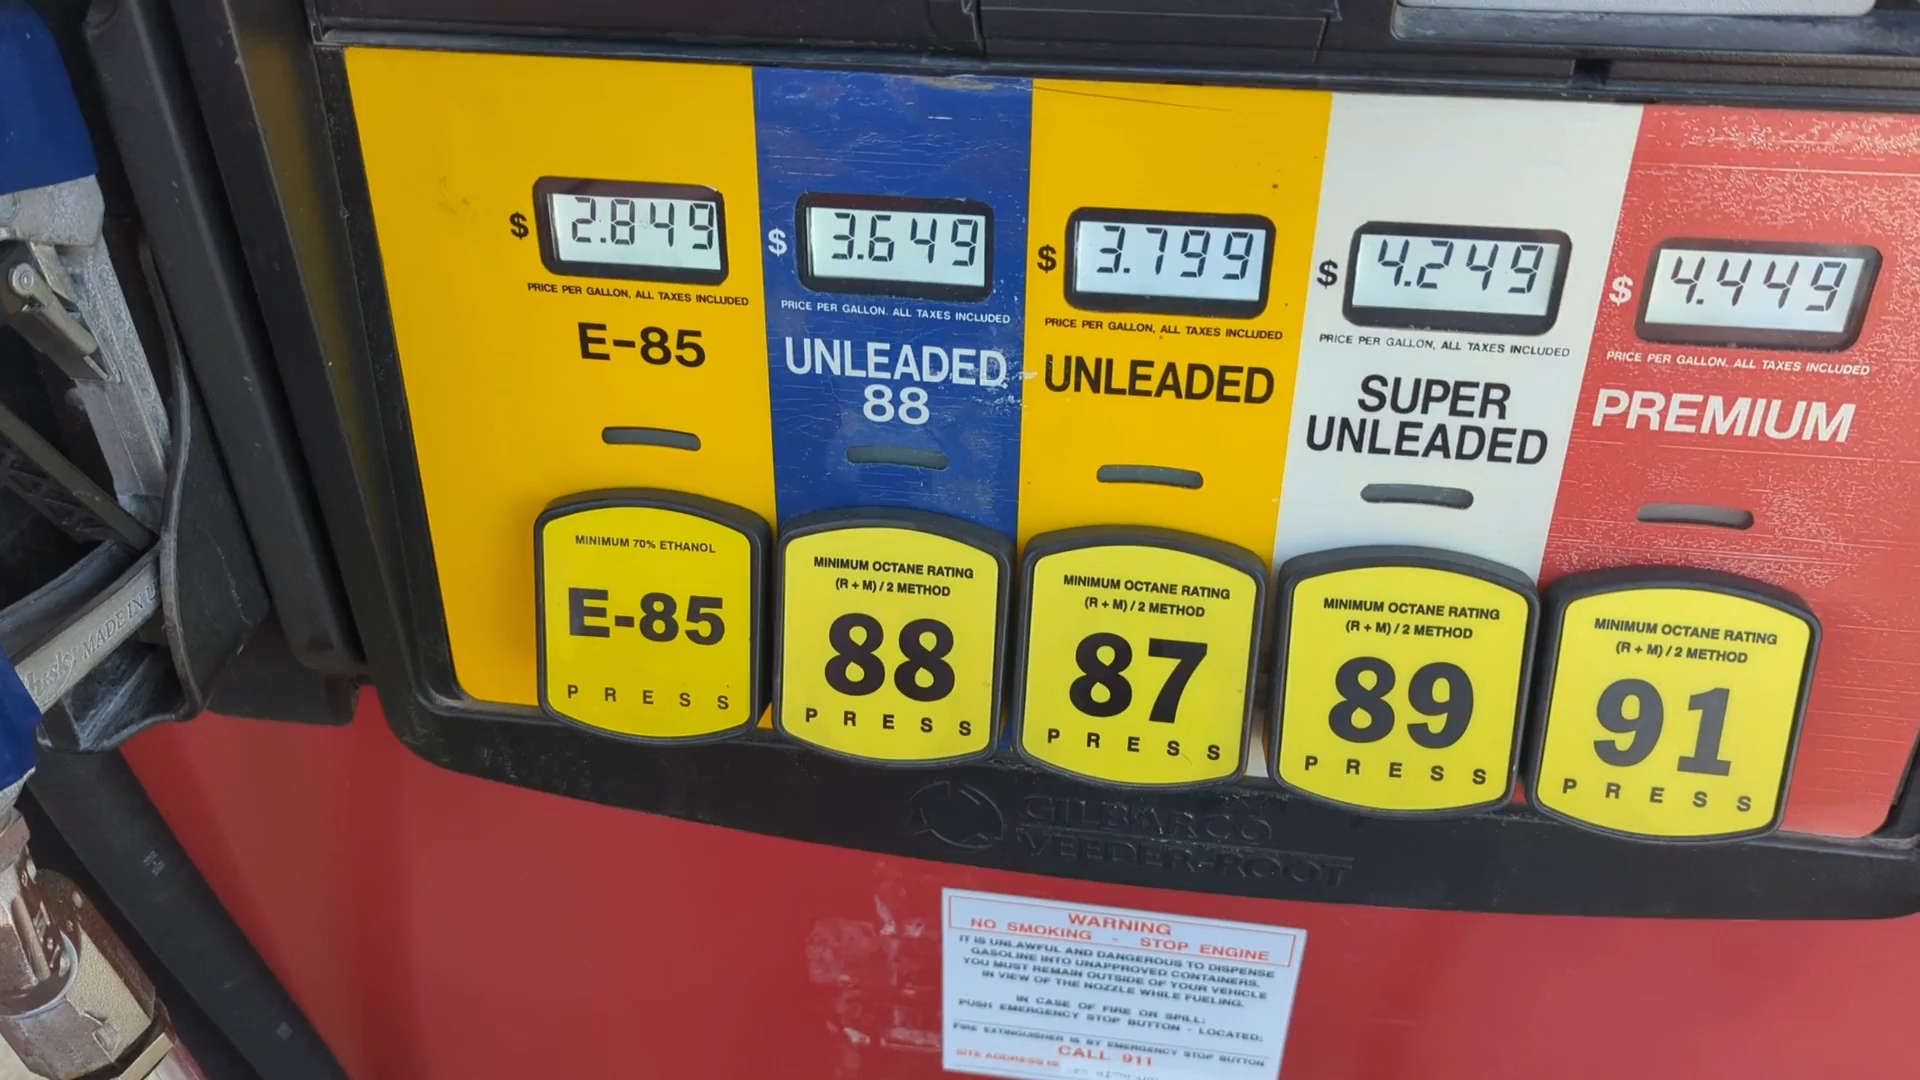 $ 2.849
PRICE PER GALLON, ALL TAXES INCLUDED
E-85
MINIMUM 70% ETHANOL
E-85
PRESS
$ 3.649
PRICE PER GALLON. ALL TAXES INCLUDED
UNLEADED
88
MINIMUM OCTANE RATING
(R + M) / 2 METHOD
88
PRESS
$ 3.799
PRICE PER GALLON, ALL TAXES INCLUDED
UNLEADED
MINIMUM OCTANE RATING
(R + M) / 2 METHOD
87
PRESS
$ 4.249
PRICE PER GALLON, ALL TAXES INCLUDED
SUPER
UNLEADED
MINIMUM OCTANE RATING
(R + M) / 2 METHOD
89
PRESS
$ 4.449
PRICE PER GALLON, ALL TAXES INCLUDED
PREMIUM
MINIMUM OCTANE RATING
(R + M) / 2 METHOD
91
PRESS
MADE IN
GILBARCO
VEEDER-ROOT
WARNING
NO SMOKING - STOP ENGINE
IT IS UNLAWFUL AND DANGEROUS TO DISPENSE
GASOLINE INTO UNAPPROVED CONTAINERS.
YOU MUST REMAIN OUTSIDE OF YOUR VEHICLE
IN VIEW OF THE NOZZLE WHILE FUELING.
IN CASE OF FIRE OR SPILL:
PUSH EMERGENCY STOP BUTTON - LOCATED:
FIRE EXTINGUISHER IS BY EMERGENCY STOP BUTTON
CALL 911
SITE ADDRESS IS